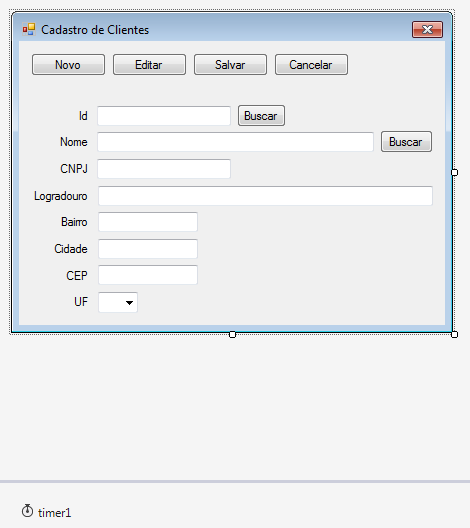 Cadastro de Clientes
Novo Editar Salvar Cancelar
Id Buscar
Nome Buscar
CNPJ
Logradouro
Bairro
Cidade
CEP
UF
timer1